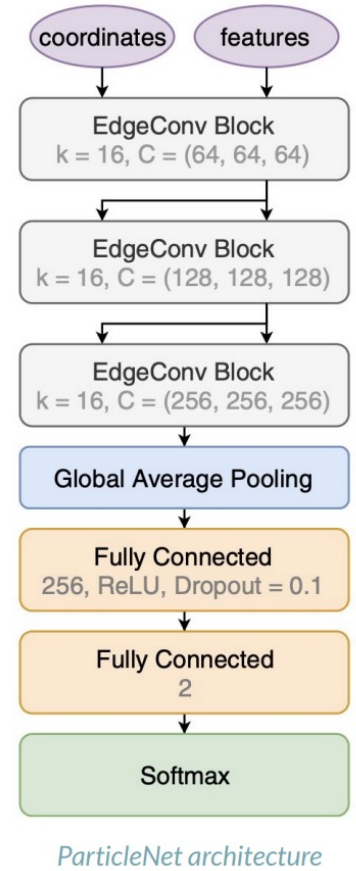 coordinates features
EdgeConv Block
k = 16, C = (64, 64, 64)
EdgeConv Block
k = 16, C = (128, 128, 128)
EdgeConv Block
k = 16, C = (256, 256, 256)
Global Average Pooling
Fully Connected
256, ReLU, Dropout = 0.1
Fully Connected
2
Softmax
ParticleNet architecture